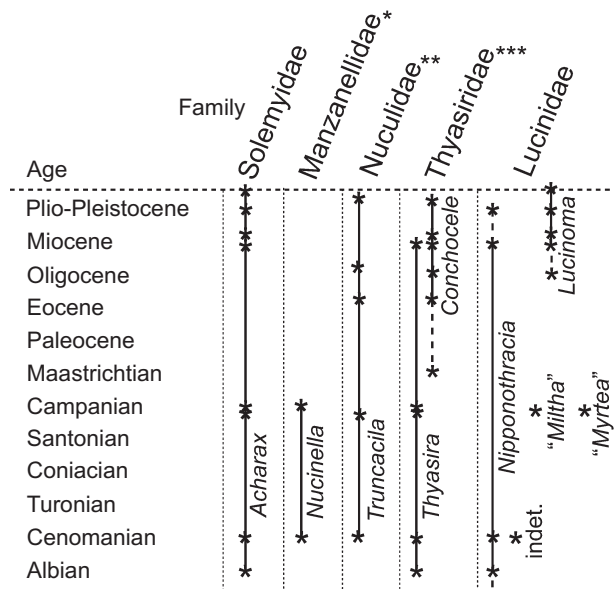 Family
Solemyidae
Manzanellidae*
Nuculidae**
Thyasiridae***
Lucinidae
Age
Plio-Pleistocene
Miocene
Oligocene
Eocene
Paleocene
Maastrichtian
Campanian
Santonian
Coniacian
Turonian
Cenomanian
Albian
Acharax
Nucinella
Truncacila
Thyasira
Conchocele
Nipponothracia
indet.
Lucinoma
“Miltha”
“Myrtea”